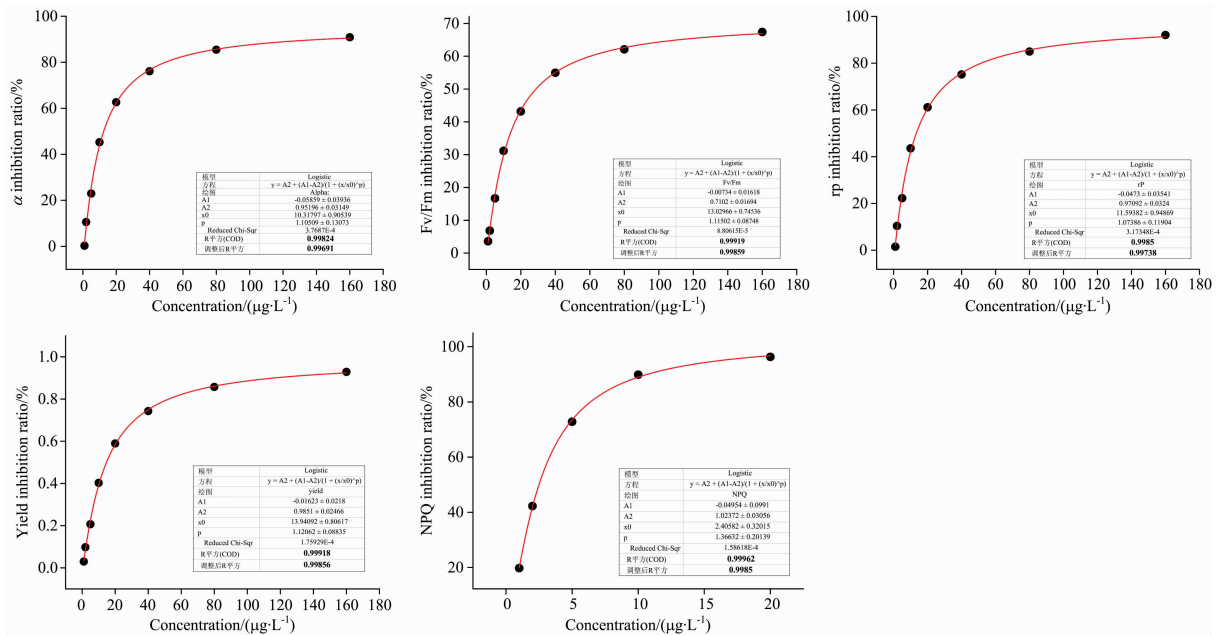 α inhibition ratio/%
100
80
60
40
20
0
0 20 40 60 80 100 120 140 160 180
Concentration/(μg·L⁻¹)
模型 Logistic
方程 y = A2 + (A1-A2)/(1 + (x/x0)^p)
绘图 Alpha:
A1 -0.05859 ± 0.03936
A2 0.95196 ± 0.03149
x0 10.31797 ± 0.90539
p 1.10509 ± 0.13073
Reduced Chi-Sqr 3.7687E-4
R平方(COD) 0.99824
调整后R平方 0.99691
Fv/Fm inhibition ratio/%
70
60
50
40
30
20
10
0
0 20 40 60 80 100 120 140 160 180
Concentration/(μg·L⁻¹)
模型 Logistic
方程 y = A2 + (A1-A2)/(1 + (x/x0)^p)
绘图 Fv/Fm
A1 -0.00734 ± 0.01618
A2 0.7102 ± 0.01694
x0 13.02966 ± 0.74536
p 1.11502 ± 0.08748
Reduced Chi-Sqr 8.80615E-5
R平方(COD) 0.99919
调整后R平方 0.99859
rp inhibition ratio/%
100
80
60
40
20
0
0 20 40 60 80 100 120 140 160 180
Concentration/(μg·L⁻¹)
模型 Logistic
方程 y = A2 + (A1-A2)/(1 + (x/x0)^p)
绘图 rP
A1 -0.0473 ± 0.03541
A2 0.97092 ± 0.0324
x0 11.59382 ± 0.94869
p 1.07386 ± 0.11904
Reduced Chi-Sqr 3.17348E-4
R平方(COD) 0.9985
调整后R平方 0.99738
Yield inhibition ratio/%
1.0
0.8
0.6
0.4
0.2
0.0
0 20 40 60 80 100 120 140 160 180
Concentration/(μg·L⁻¹)
模型 Logistic
方程 y = A2 + (A1-A2)/(1 + (x/x0)^p)
绘图 yield
A1 -0.01623 ± 0.0218
A2 0.9851 ± 0.02466
x0 13.94092 ± 0.80617
p 1.12062 ± 0.08835
Reduced Chi-Sqr 1.75929E-4
R平方(COD) 0.99918
调整后R平方 0.99856
NPQ inhibition ratio/%
100
80
60
40
20
0 5 10 15 20
Concentration/(μg·L⁻¹)
模型 Logistic
方程 y = A2 + (A1-A2)/(1 + (x/x0)^p)
绘图 NPQ
A1 -0.04954 ± 0.0991
A2 1.02372 ± 0.03056
x0 2.40582 ± 0.32015
p 1.36632 ± 0.20139
Reduced Chi-Sqr 1.58618E-4
R平方(COD) 0.99962
调整后R平方 0.9985